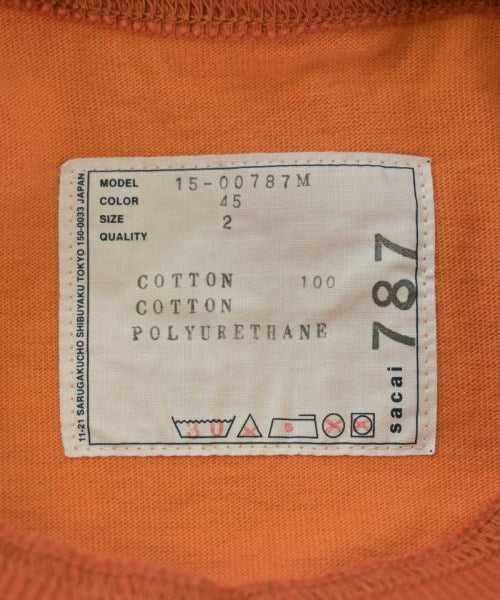 MODEL 15-00787M
COLOR 45
SIZE 2
QUALITY
COTTON 100
COTTON
POLYURETHANE
30
sacai 787
11-21 SARUGAKUCHO SHIBUYAKU TOKYO 150-0033 JAPAN